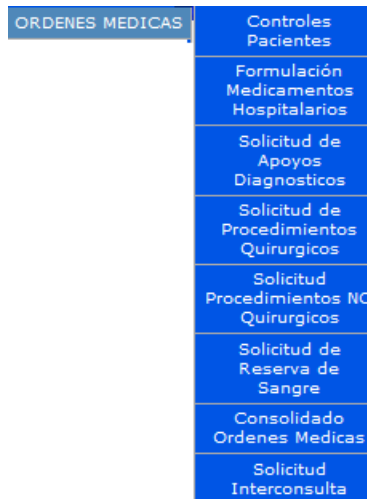 ORDENES MEDICAS
Controles
Pacientes
Formulación
Medicamentos
Hospitalarios
Solicitud de
Apoyos
Diagnosticos
Solicitud de
Procedimientos
Quirurgicos
Solicitud
Procedimientos NO
Quirurgicos
Solicitud de
Reserva de
Sangre
Consolidado
Ordenes Medicas
Solicitud
Interconsulta